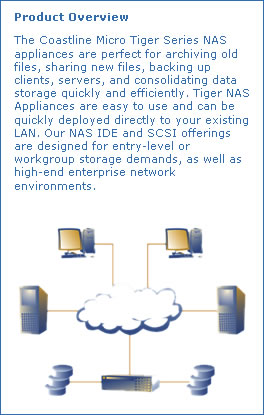 Product Overview
The Coastline Micro Tiger Series NAS
appliances are perfect for archiving old
files, sharing new files, backing up
clients, servers, and consolidating data
storage quickly and efficiently. Tiger NAS
Appliances are easy to use and can be
quickly deployed directly to your existing
LAN. Our NAS IDE and SCSI offerings
are designed for entry-level or
workgroup storage demands, as well as
high-end enterprise network
environments.